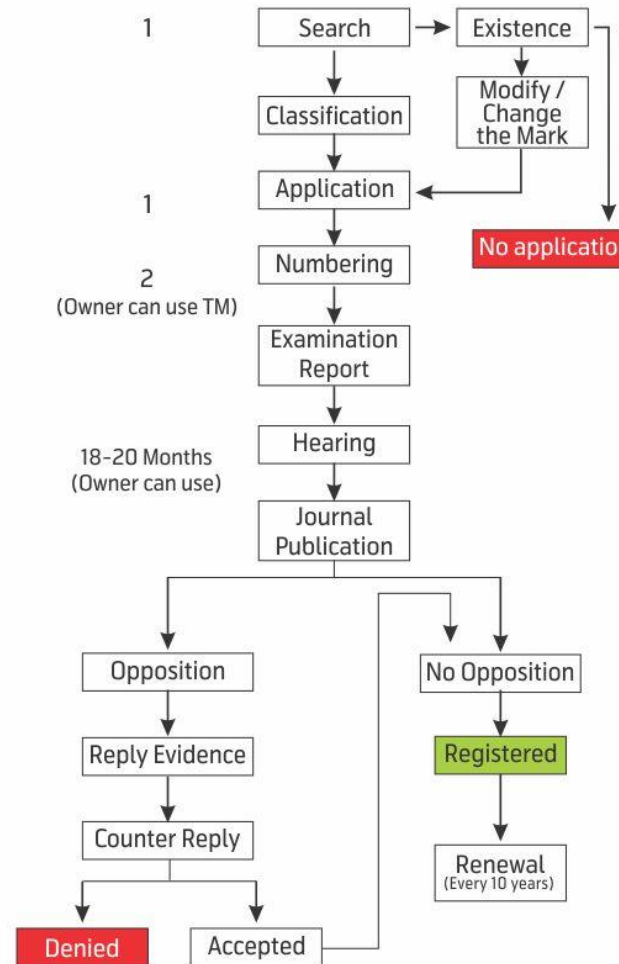 1
Search
Existence
Classification
Modify /
Change
the Mark
1
Application
No applicatio
2
(Owner can use TM)
Numbering
Examination
Report
Hearing
18-20 Months
(Owner can use)
Journal
Publication
Opposition
No Opposition
Reply Evidence
Registered
Counter Reply
Renewal
(Every 10 years)
Denied
Accepted